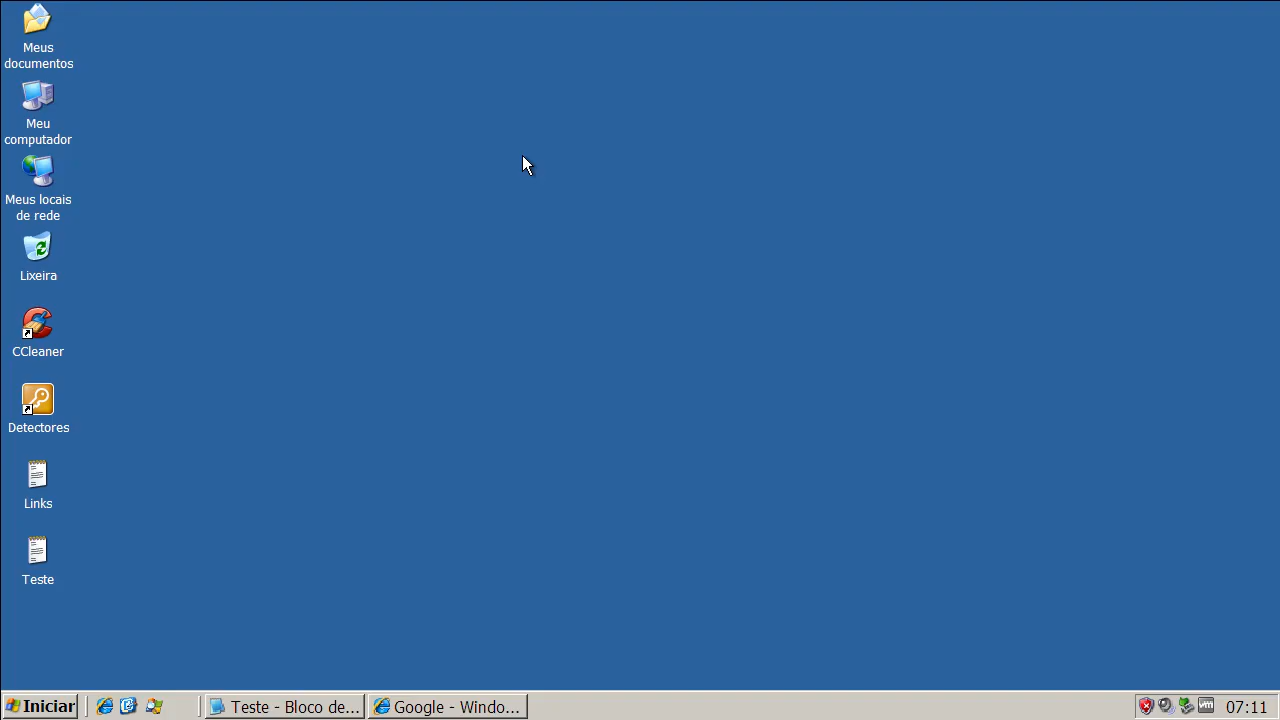 Meus
documentos
Meu
computador
Meus locais
de rede
Lixeira
CCleaner
Detectores
Links
Teste
Iniciar
Teste - Bloco de...
Google - Windo...
vm
07:11